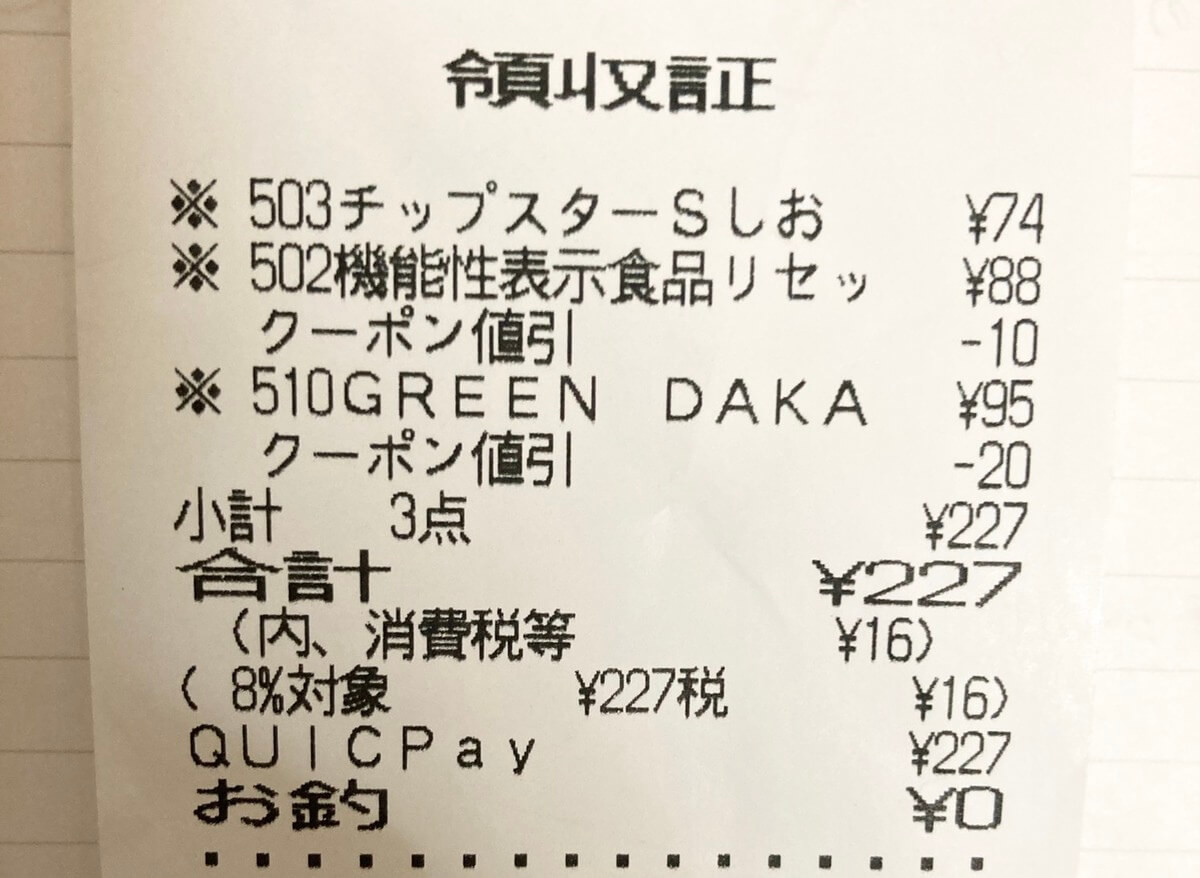 領収証
※ 503チップスターSしお ¥74
※ 502機能性表示食品リセッ ¥88
クーポン値引 -10
※ 510GREEN DAKA ¥95
クーポン値引 -20
小計 3点 ¥227
合計 ¥227
(内、消費税等 ¥16)
( 8%対象 ¥227税 ¥16)
QUICPay ¥227
お釣 ¥0